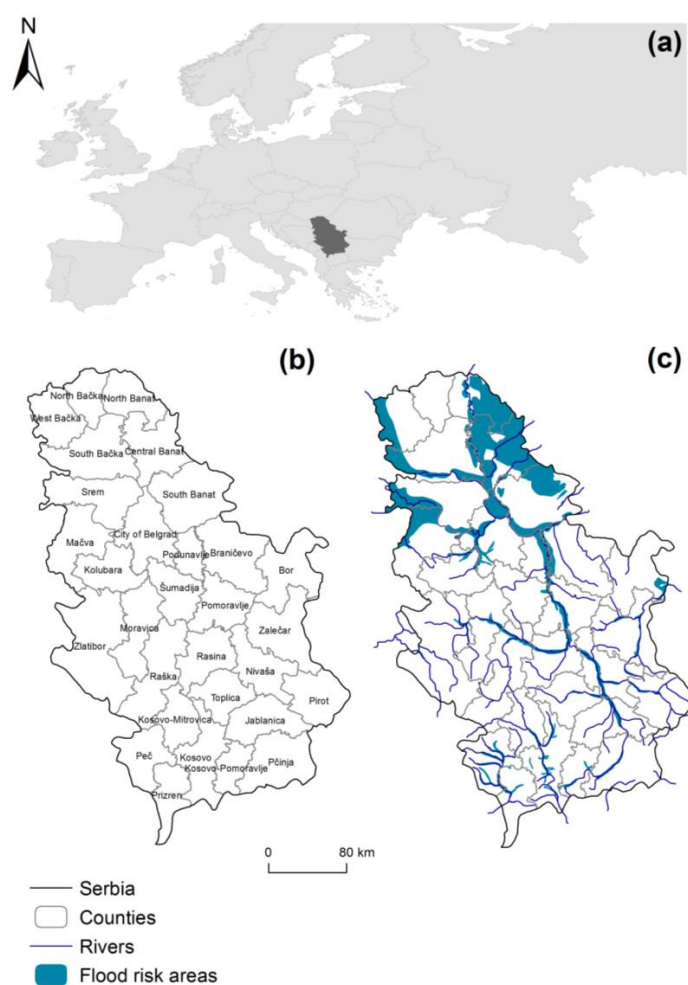 N
(a)
(b)
(c)
North Bačka
North Banat
West Bačka
South Bačka
Central Banat
Srem
South Banat
City of Belgrad
Mačva
Podunavlje
Braničevo
Kolubara
Bor
Šumadija
Pomoravlje
Moravica
Zalečar
Zlatibor
Rasina
Raška
Nivaša
Toplica
Pirot
Kosovo-Mitrovica
Jablanica
Peč
Kosovo
Pčinja
Kosovo-Pomoravlje
Prizren
0 80 km
Serbia
Counties
Rivers
Flood risk areas